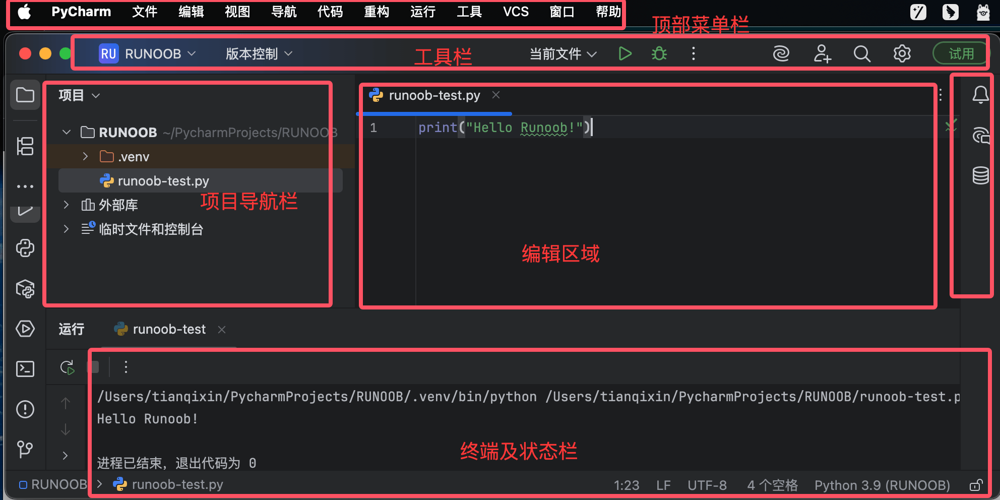 PyCharm 文件 编辑 视图 导航 代码 重构 运行 工具 VCS 窗口 帮助
顶部菜单栏
RU RUNOOB 版本控制 工具栏 当前文件 试用
项目
runoob-test.py
RUNOOB ~/PycharmProjects/RUNOOB
1 print("Hello Runoob!")
.venv
runoob-test.py
项目导航栏
外部库
临时文件和控制台
编辑区域
运行 runoob-test
/Users/tianqixin/PycharmProjects/RUNOOB/.venv/bin/python /Users/tianqixin/PycharmProjects/RUNOOB/runoob-test.p
Hello Runoob!
终端及状态栏
进程已结束，退出代码为 0
RUNOOB runoob-test.py 1:23 LF UTF-8 4 个空格 Python 3.9 (RUNOOB)